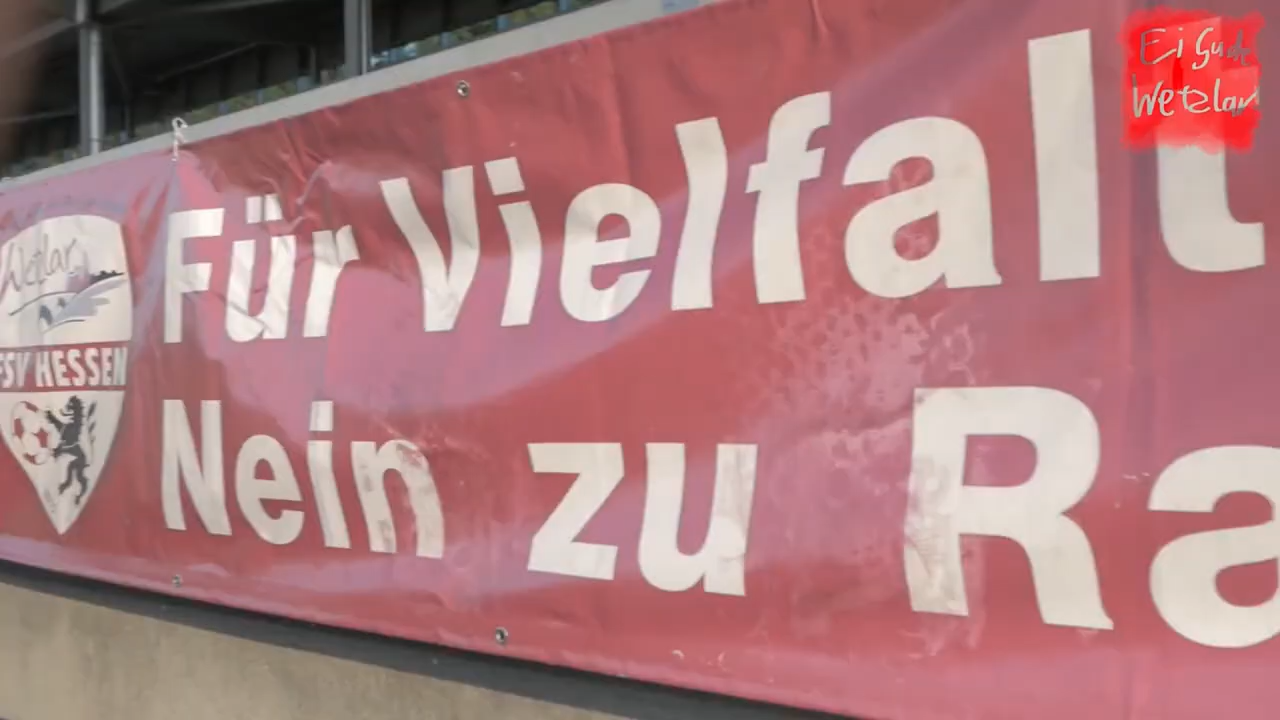 Ei Gude
Wetzlar
Wetzlar
FSV HESSEN
Für Vielfalt
Nein zu Ra